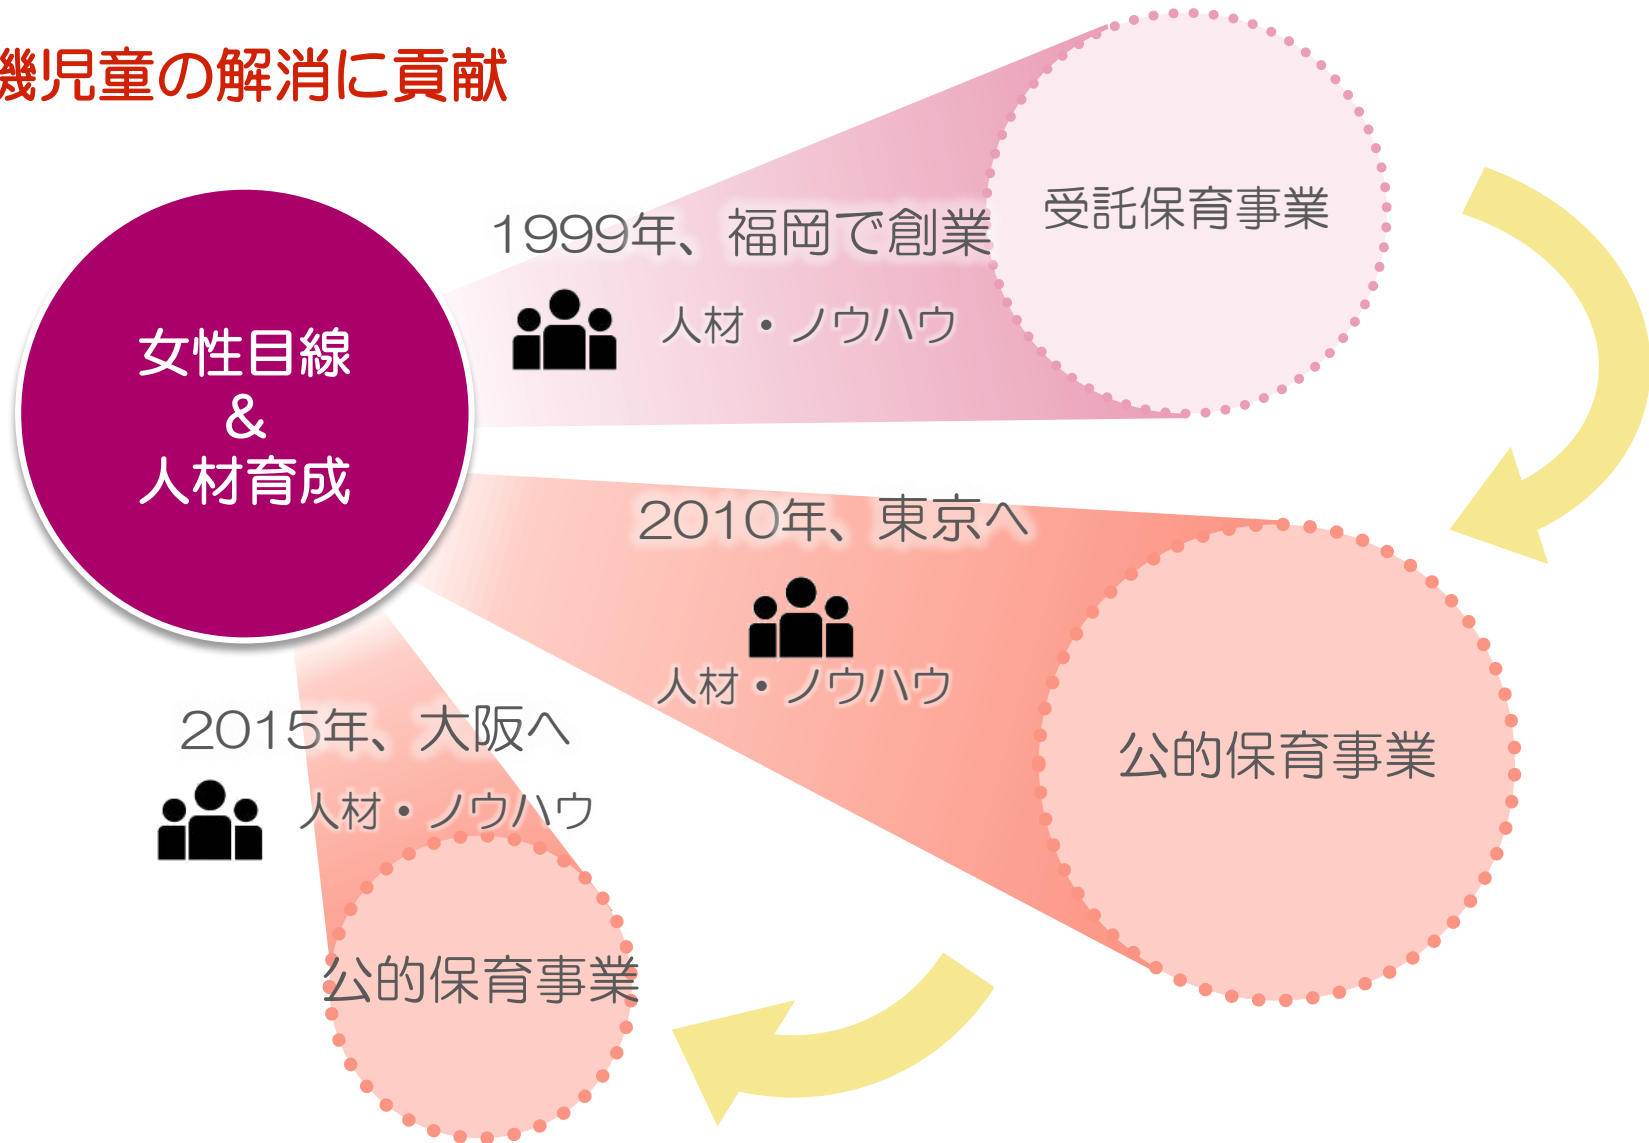 機児童の解消に貢献
女性目線
&
人材育成
1999年、福岡で創業
人材・ノウハウ
受託保育事業
2010年、東京へ
人材・ノウハウ
公的保育事業
2015年、大阪へ
人材・ノウハウ
公的保育事業